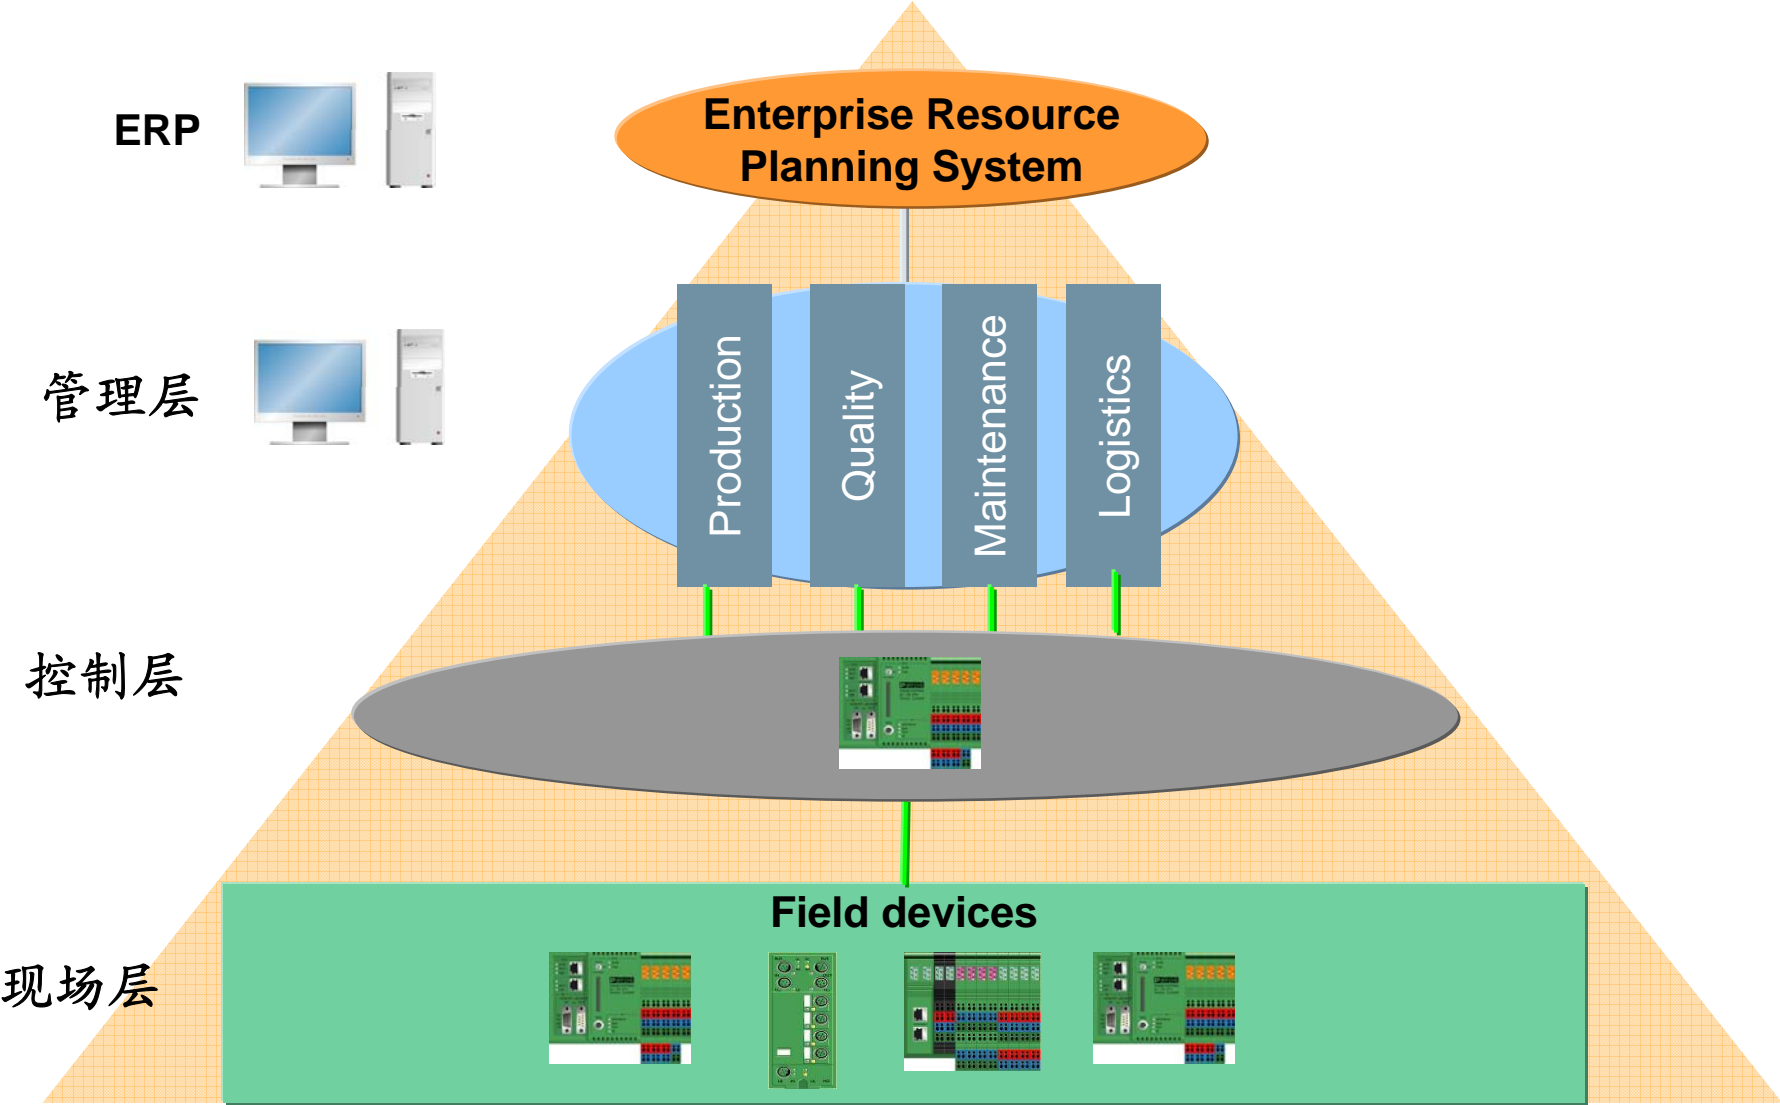 ERP
Enterprise Resource
Planning System
管理层
Production
Quality
Maintenance
Logistics
控制层
Field devices
现场层